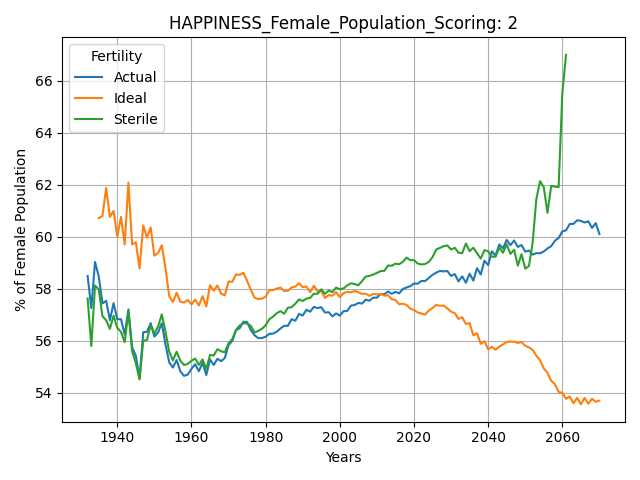 HAPPINESS_Female_Population_Scoring: 2
Fertility
Actual
Ideal
Sterile
% of Female Population
66
64
62
60
58
56
54
1940 1960 1980 2000 2020 2040 2060
Years